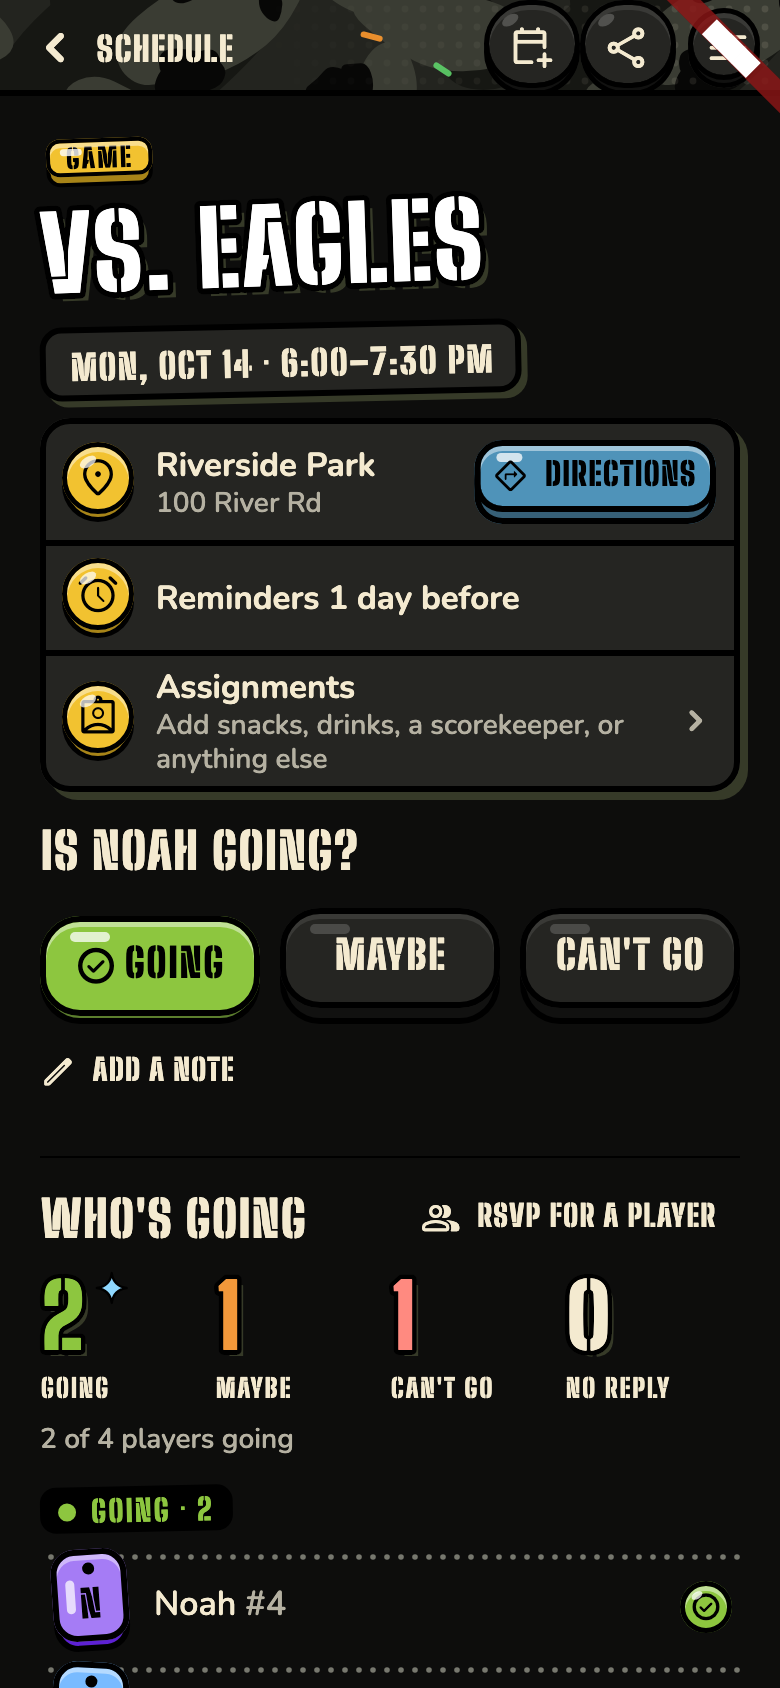 SCHEDULE
GAME
VS. EAGLES
MON, OCT 14 · 6:00–7:30 PM
Riverside Park
100 River Rd
DIRECTIONS
Reminders 1 day before
Assignments
Add snacks, drinks, a scorekeeper, or
anything else
IS NOAH GOING?
GOING
MAYBE
CAN'T GO
ADD A NOTE
WHO'S GOING
RSVP FOR A PLAYER
2
1
1
0
GOING
MAYBE
CAN'T GO
NO REPLY
2 of 4 players going
GOING · 2
N
Noah #4